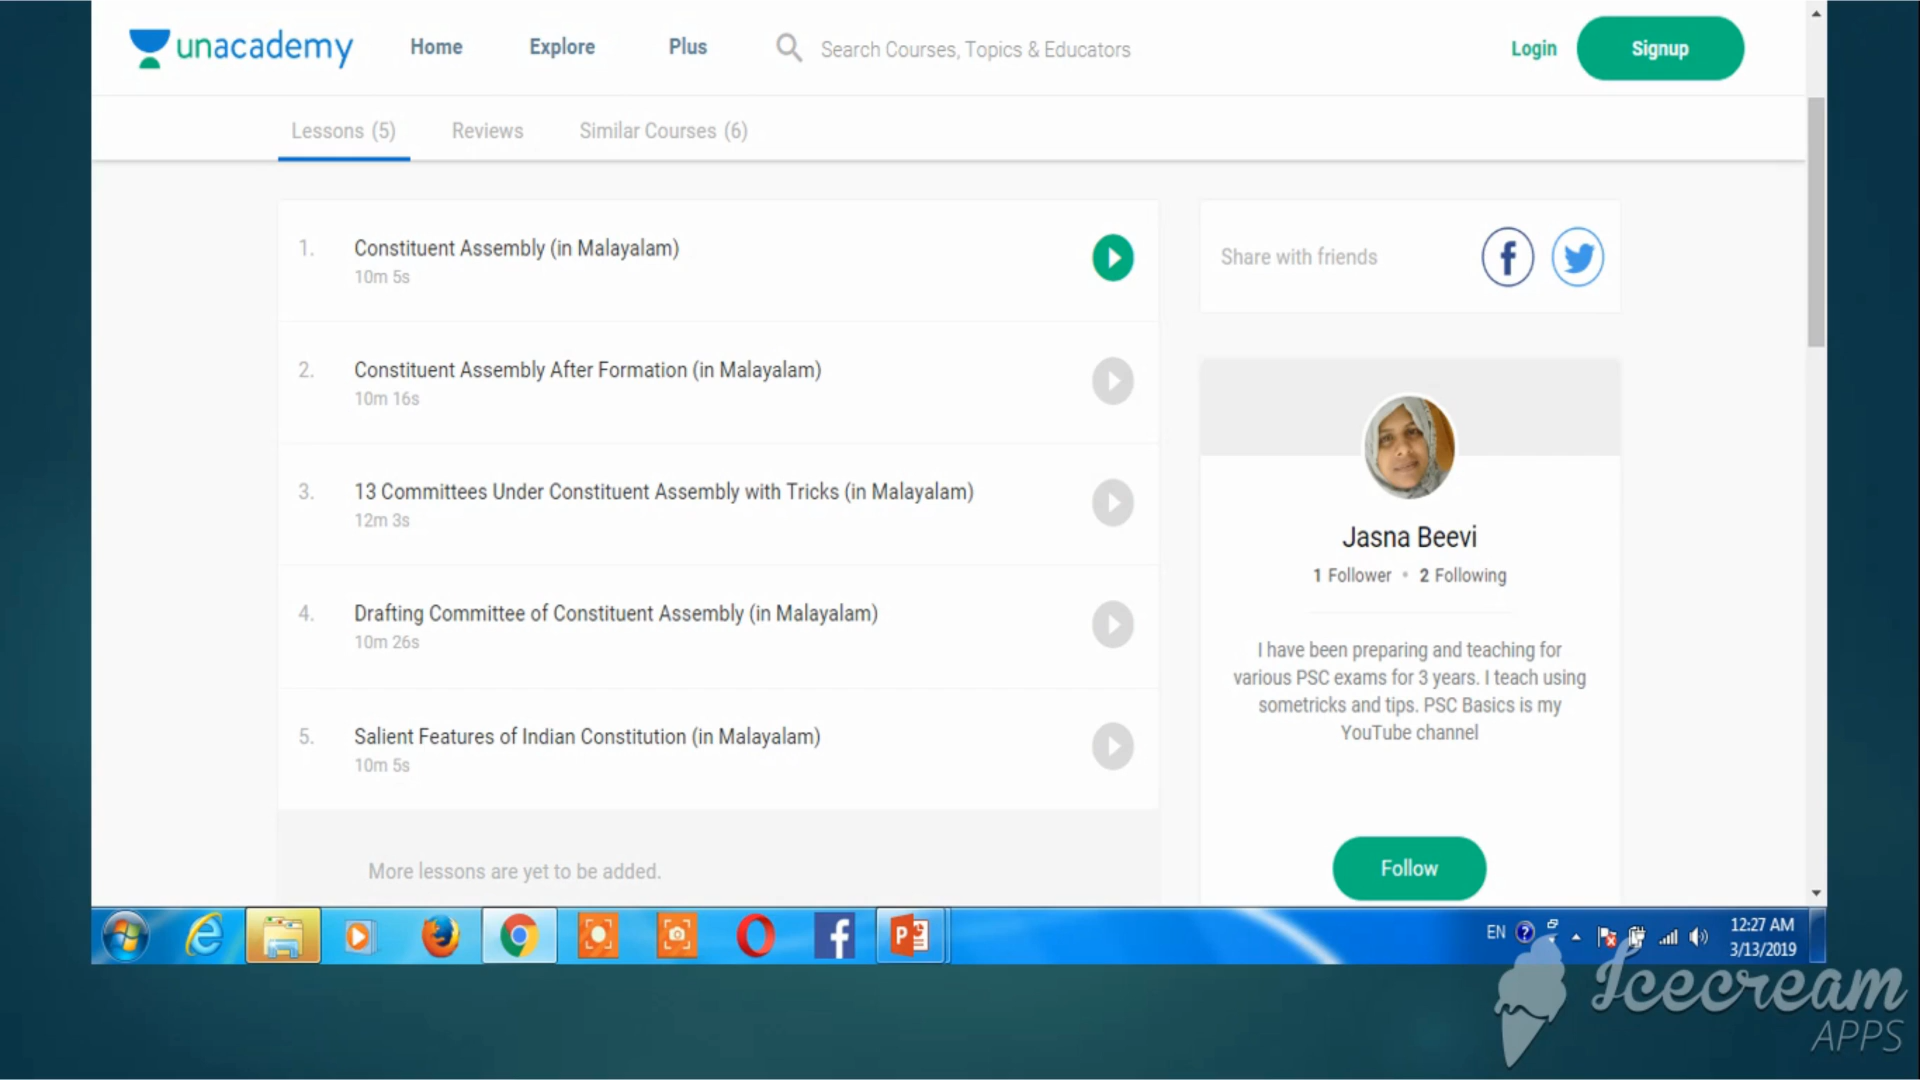 unacademy
Home
Explore
Plus
Search Courses, Topics & Educators
Login
Signup
Lessons (5)
Reviews
Similar Courses (6)
1.
Constituent Assembly (in Malayalam)
10m 5s
2.
Constituent Assembly After Formation (in Malayalam)
10m 16s
3.
13 Committees Under Constituent Assembly with Tricks (in Malayalam)
12m 3s
4.
Drafting Committee of Constituent Assembly (in Malayalam)
10m 26s
5.
Salient Features of Indian Constitution (in Malayalam)
10m 5s
More lessons are yet to be added.
Share with friends
Jasna Beevi
1 Follower • 2 Following
I have been preparing and teaching for
various PSC exams for 3 years. I teach using
sometricks and tips. PSC Basics is my
YouTube channel
Follow
EN
12:27 AM
3/13/2019
Icecream
APPS